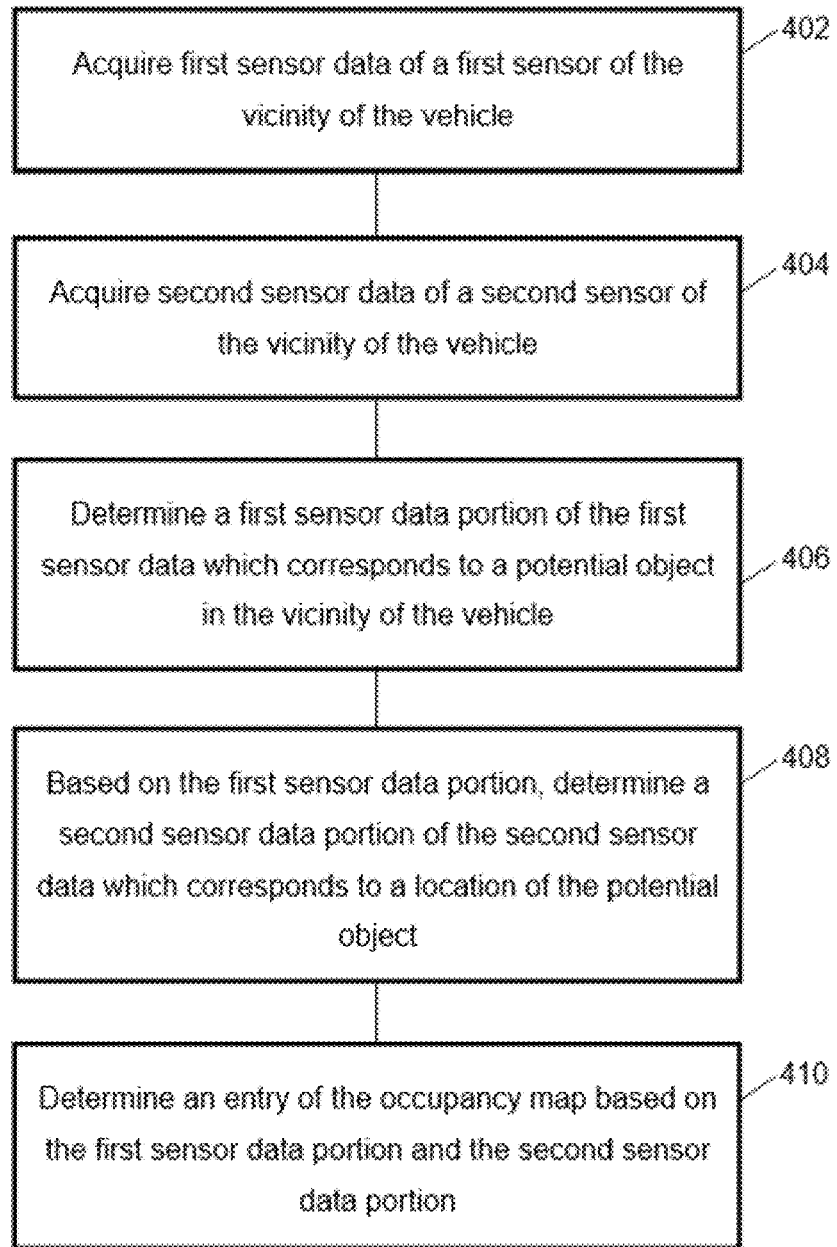 402
Acquire first sensor data of a first sensor of the
vicinity of the vehicle
404
Acquire second sensor data of a second sensor of
the vicinity of the vehicle
Determine a first sensor data portion of the first
sensor data which corresponds to a potential object
406
in the vicinity of the vehicle
408
Based on the first sensor data portion, determine a
second sensor data portion of the second sensor
data which corresponds to a location of the potential
object
410
Determine an entry of the occupancy map based on
the first sensor data portion and the second sensor
data portion